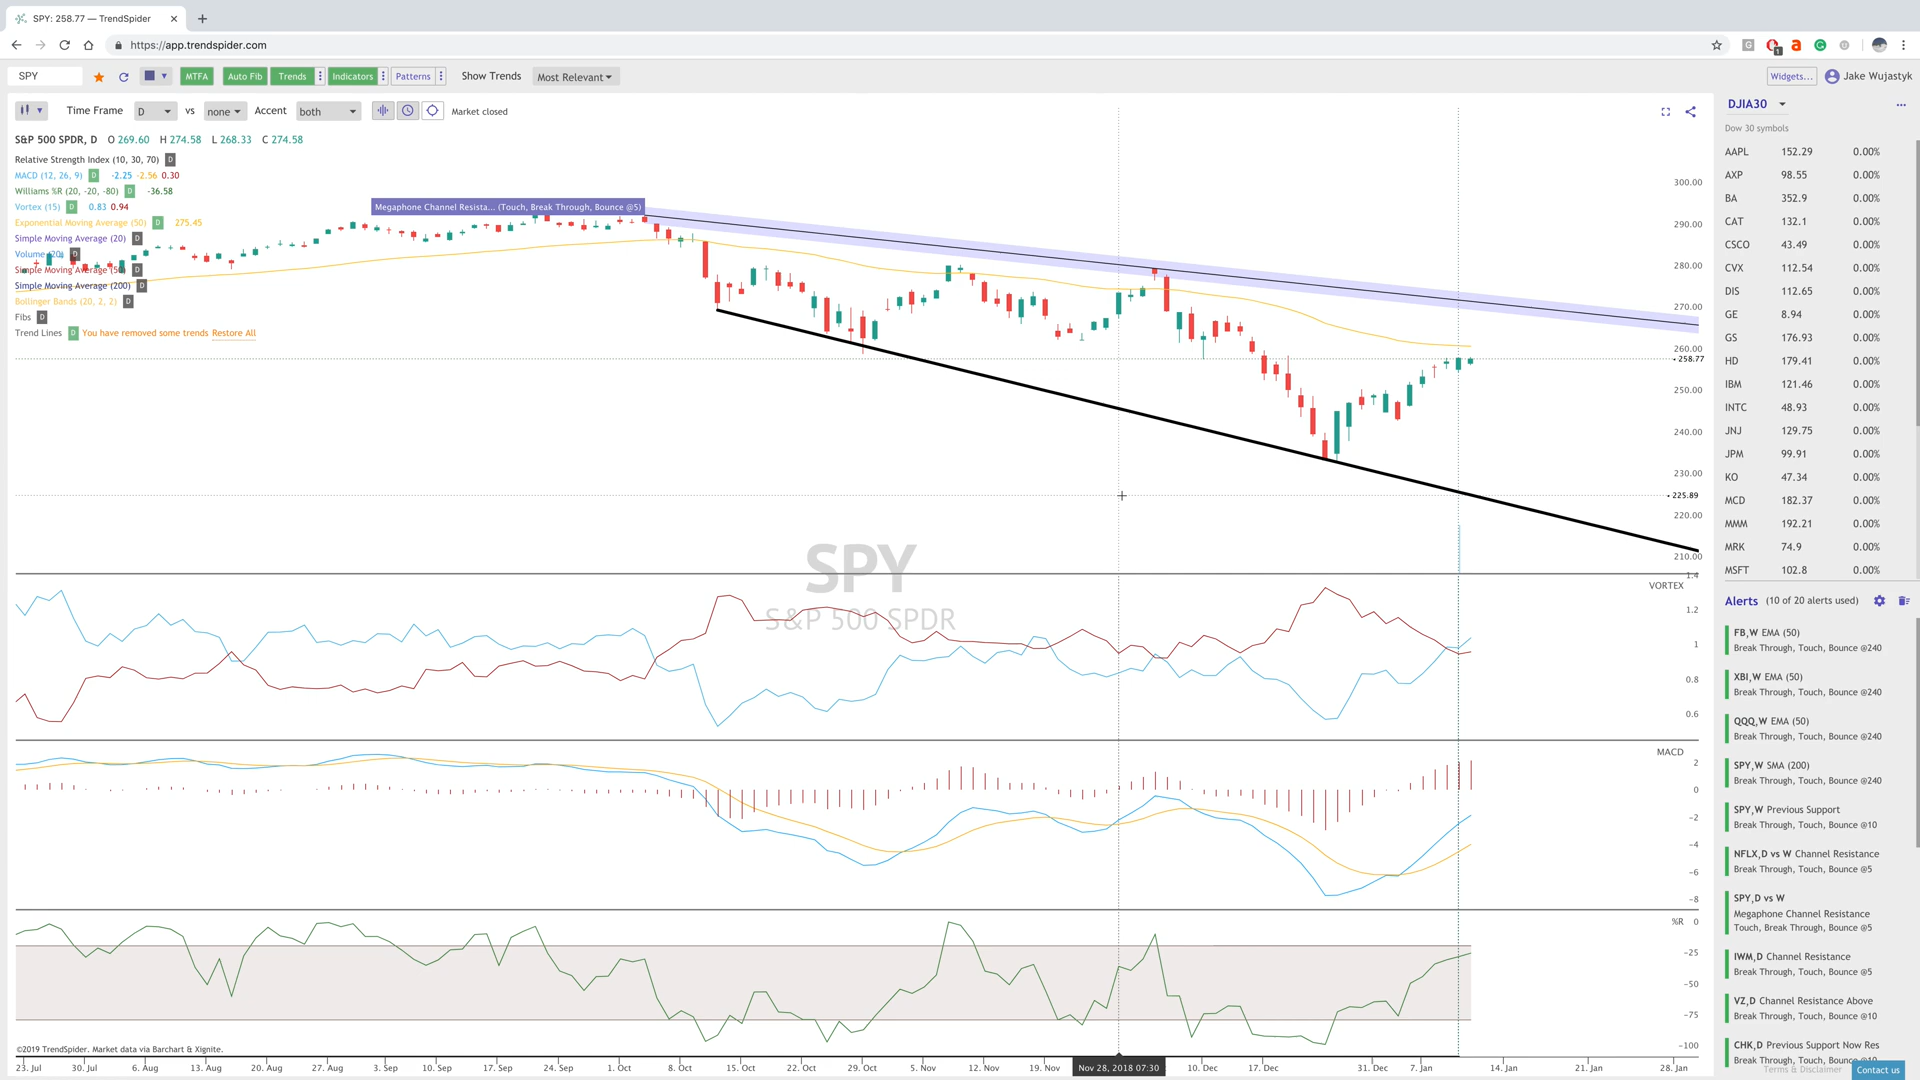 SPY: 258.77 — TrendSpider
https://app.trendspider.com
SPY MTFA Auto Fib Trends Indicators Patterns Show Trends Most Relevant Widgets... Jake Wujastyk
Time Frame D vs none Accent both Market closed
S&P 500 SPDR, D O 269.60 H 274.58 L 268.33 C 274.58
Relative Strength Index (10, 30, 70) D
MACD (12, 26, 9) D -2.25 -2.56 0.30
Williams %R (20, -20, -80) D -36.58
Vortex (15) D 0.83 0.94
Exponential Moving Average (50) D 275.45
Simple Moving Average (20) D
Volume (20) D
Simple Moving Average (50) D
Simple Moving Average (200) D
Bollinger Bands (20, 2, 2) D
Fibs D
Trend Lines D You have removed some trends Restore All
Megaphone Channel Resista... (Touch, Break Through, Bounce @5)
300.00
290.00
280.00
270.00
260.00
258.77
250.00
240.00
230.00
225.89
220.00
210.00
SPY
S&P 500 SPDR
VORTEX
1.4
1.2
1
0.8
0.6
MACD
2
0
-2
-4
-6
-8
%R
0
-25
-50
-75
-100
©2019 TrendSpider. Market data via Barchart & Xignite.
23. Jul 30. Jul 6. Aug 13. Aug 20. Aug 27. Aug 3. Sep 10. Sep 17. Sep 24. Sep 1. Oct 8. Oct 15. Oct 22. Oct 29. Oct 5. Nov 12. Nov 19. Nov Nov 28, 2018 07:30 10. Dec 17. Dec 31. Dec 7. Jan 14. Jan 21. Jan 28. Jan
DJIA30
Dow 30 symbols
AAPL 152.29 0.00%
AXP 98.55 0.00%
BA 352.9 0.00%
CAT 132.1 0.00%
CSCO 43.49 0.00%
CVX 112.54 0.00%
DIS 112.65 0.00%
GE 8.94 0.00%
GS 176.93 0.00%
HD 179.41 0.00%
IBM 121.46 0.00%
INTC 48.93 0.00%
JNJ 129.75 0.00%
JPM 99.91 0.00%
KO 47.34 0.00%
MCD 182.37 0.00%
MMM 192.21 0.00%
MRK 74.9 0.00%
MSFT 102.8 0.00%
Alerts (10 of 20 alerts used)
FB,W EMA (50)
Break Through, Touch, Bounce @240
XBI,W EMA (50)
Break Through, Touch, Bounce @240
QQQ,W EMA (50)
Break Through, Touch, Bounce @240
SPY,W SMA (200)
Break Through, Touch, Bounce @240
SPY,W Previous Support
Break Through, Touch, Bounce @10
NFLX,D vs W Channel Resistance
Break Through, Touch, Bounce @5
SPY,D vs W
Megaphone Channel Resistance
Touch, Break Through, Bounce @5
IWM,D Channel Resistance
Break Through, Touch, Bounce @5
VZ,D Channel Resistance Above
Break Through, Touch, Bounce @10
CHK,D Previous Support Now Res
Break Through, Touch, Bounce @10
Terms & Disclaimer
Contact us